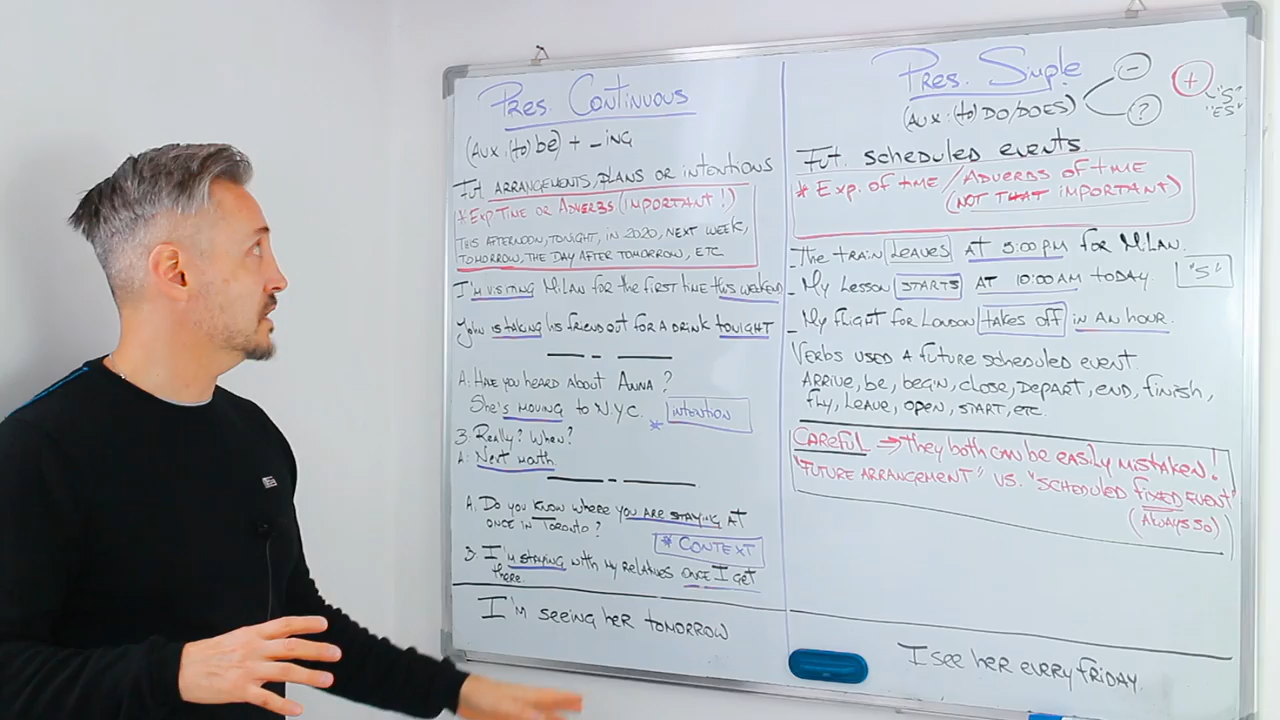 Pres. Continuous
(Aux: (to) be) + _ing
Fut. arrangements, plans or intentions
* Exp Time or Adverbs (important!)
This afternoon, tonight, in 2020, next week,
tomorrow, the day after tomorrow, etc
I'm visiting Milan for the first time this weekend
John is taking his friend out for a drink tonight
A: Have you heard about Anna?
She's moving to N.Y.C.
* intention
B: Really? When?
A: Next month
A: Do you know where you are staying at
once in Toronto?
* Context
B: I'm staying with my relatives once I get
there.
I'm seeing her tomorrow
Pres. Simple
(Aux: (to) DO/DOES)
-
?
+
"S"
"ES"
Fut. scheduled events
* Exp. of time / Adverbs of time
(NOT THAT important)
- The train leaves at 5:00 pm for Milan.
- My lesson starts at 10:00 AM today
"S"
- My flight for London takes off in an hour.
Verbs used a future scheduled event.
Arrive, be, begin, close, depart, end, finish,
fly, leave, open, start, etc.
Careful ⇒ They both can be easily mistaken!
"Future arrangement" vs. "scheduled fixed event"
(Always so)
I see her every Friday.